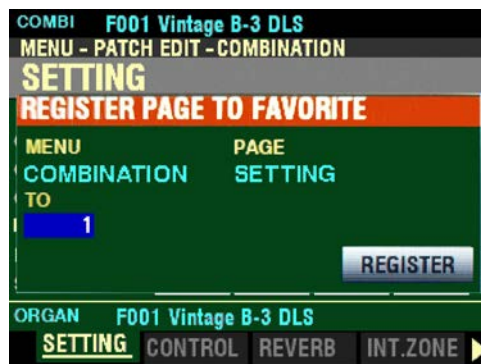 COMBI F001 Vintage B-3 DLS
MENU - PATCH EDIT - COMBINATION
SETTING
REGISTER PAGE TO FAVORITE
MENU PAGE
COMBINATION SETTING
TO
1
REGISTER
ORGAN F001 Vintage B-3 DLS
SETTING CONTROL REVERB INT.ZONE